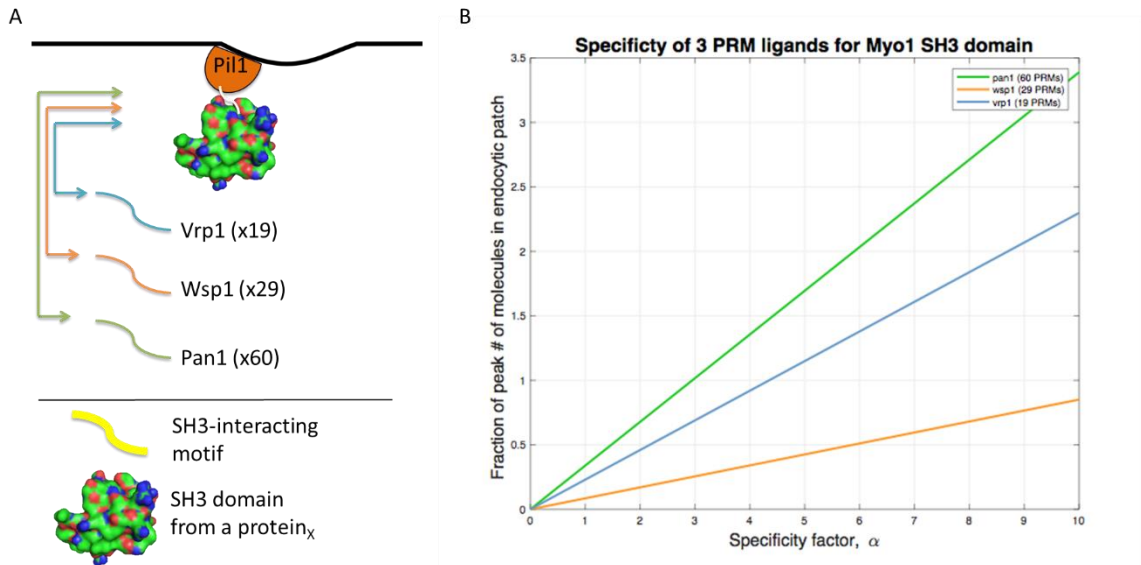 A
Pil1
Vrp1 (x19)
Wsp1 (x29)
Pan1 (x60)
SH3-interacting
motif
SH3 domain
from a proteinX
B
Specificty of 3 PRM ligands for Myo1 SH3 domain
Fraction of peak # of molecules in endocytic patch
3.5
3
2.5
2
1.5
1
0.5
0
pan1 (60 PRMs)
wsp1 (29 PRMs)
vrp1 (19 PRMs)
0 1 2 3 4 5 6 7 8 9 10
Specificity factor, α